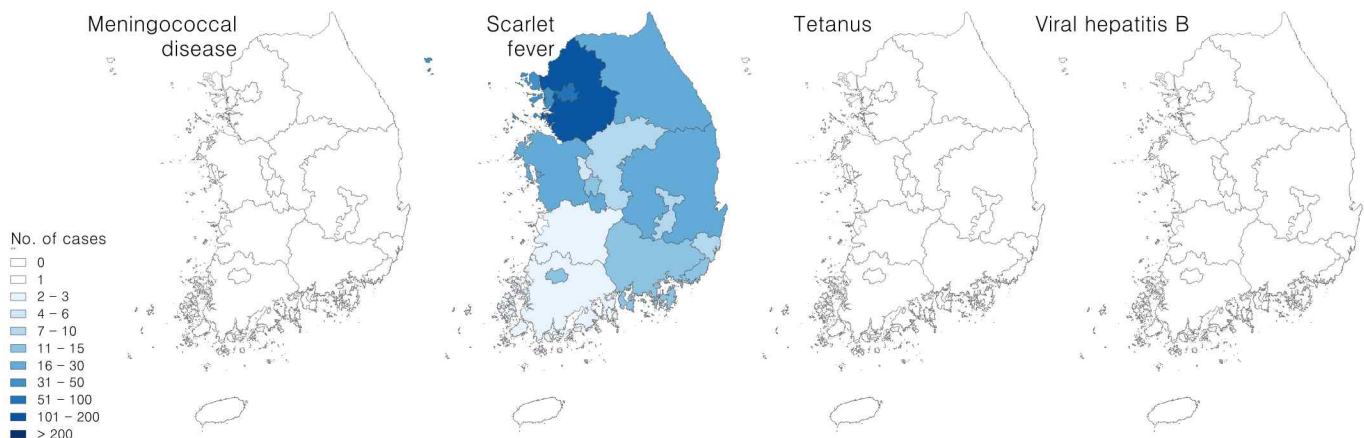 Meningococcal
disease
Scarlet
fever
Tetanus
Viral hepatitis B
No. of cases
0
1
2 – 3
4 – 6
7 – 10
11 – 15
16 – 30
31 – 50
51 – 100
101 – 200
> 200